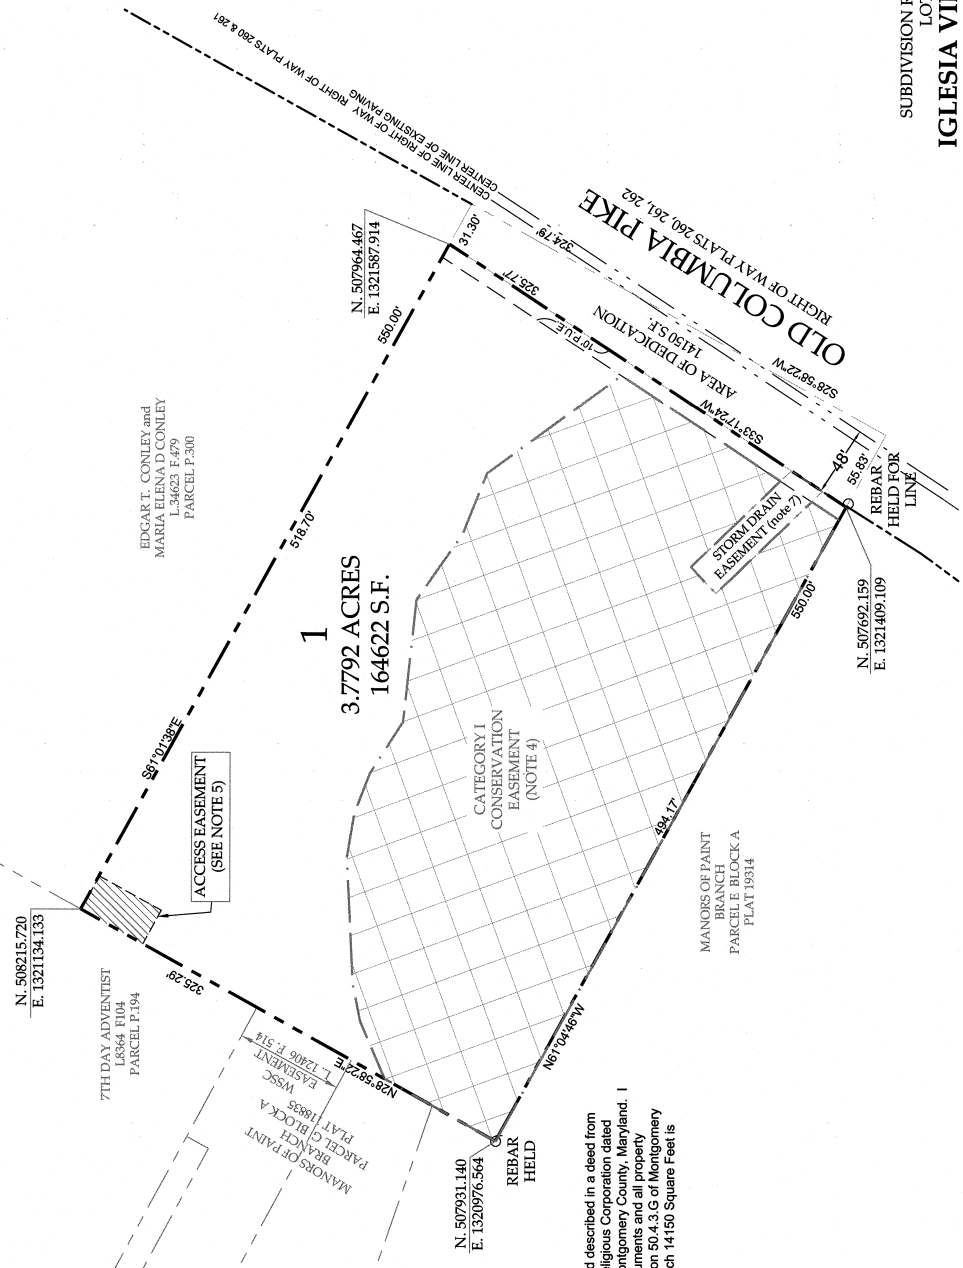 SUBDIVISION
LOT
IGLESIA
RIGHT OF WAY PLATS 260 & 261
CENTER LINE OF RIGHT OF WAY
CENTER LINE OF EXISTING PAVING
OLD COLUMBIA PIKE
RIGHT OF WAY PLATS 260, 261, 262
N. 507964.467
E. 1321587.914
31.30'
324.79'
325.77'
10' P.U.E.
AREA OF DEDICATION
14150 S.F.
S33°17'24"W
S28°58'22"W
48'
55.83'
REBAR
HELD FOR
LINE
550.00'
518.70'
S61°01'38"E
EDGAR T. CONLEY and
MARIA ELENA D CONLEY
L.34623 F.479
PARCEL P.300
1
3.7792 ACRES
164622 S.F.
STORM DRAIN
EASEMENT (note 7)
CATEGORY I
CONSERVATION
EASEMENT
(NOTE 4)
ACCESS EASEMENT
(SEE NOTE 5)
N. 507692.159
E. 1321409.109
550.00'
494.17'
N61°04'46"W
MANORS OF PAINT
BRANCH
PARCEL E BLOCK A
PLAT 19314
N. 508215.720
E. 1321134.133
7TH DAY ADVENTIST
L8364 F104
PARCEL P.194
325.29'
N28°58'22"E
WSSC
EASEMENT
L. 12406 F. 514
MANORS OF PAINT
BRANCH
PARCEL G BLOCK A
PLAT 18835
N. 507931.140
E. 1320976.564
REBAR
HELD
d described in a deed from
eligious Corporation dated
ntgomery County, Maryland. I
uments and all property
on 50.4.3.G of Montgomery
ch 14150 Square Feet is